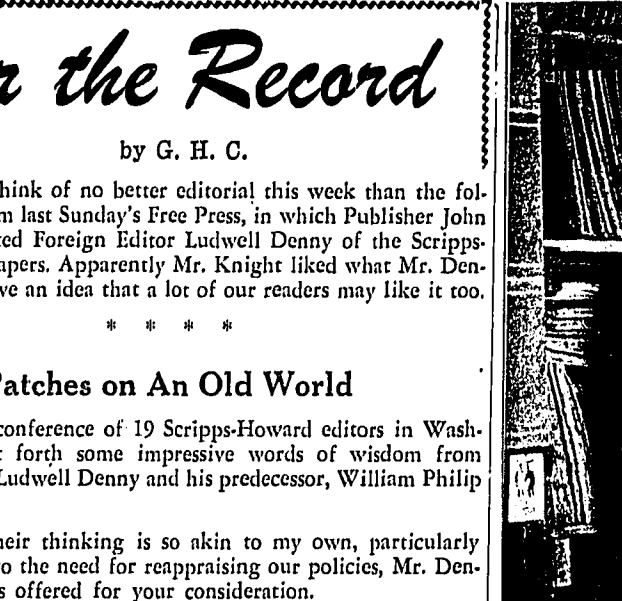 the Record
by G. H. C.
hink of no better editorial this week than the fol-
m last Sunday's Free Press, in which Publisher John
ted Foreign Editor Ludwell Denny of the Scripps-
apers. Apparently Mr. Knight liked what Mr. Den-
ve an idea that a lot of our readers may like it too.
* * * *
Patches on An Old World
conference of 19 Scripps-Howard editors in Wash-
t forth some impressive words of wisdom from
Ludwell Denny and his predecessor, William Philip
heir thinking is so akin to my own, particularly
o the need for reappraising our policies, Mr. Den-
s offered for your consideration.